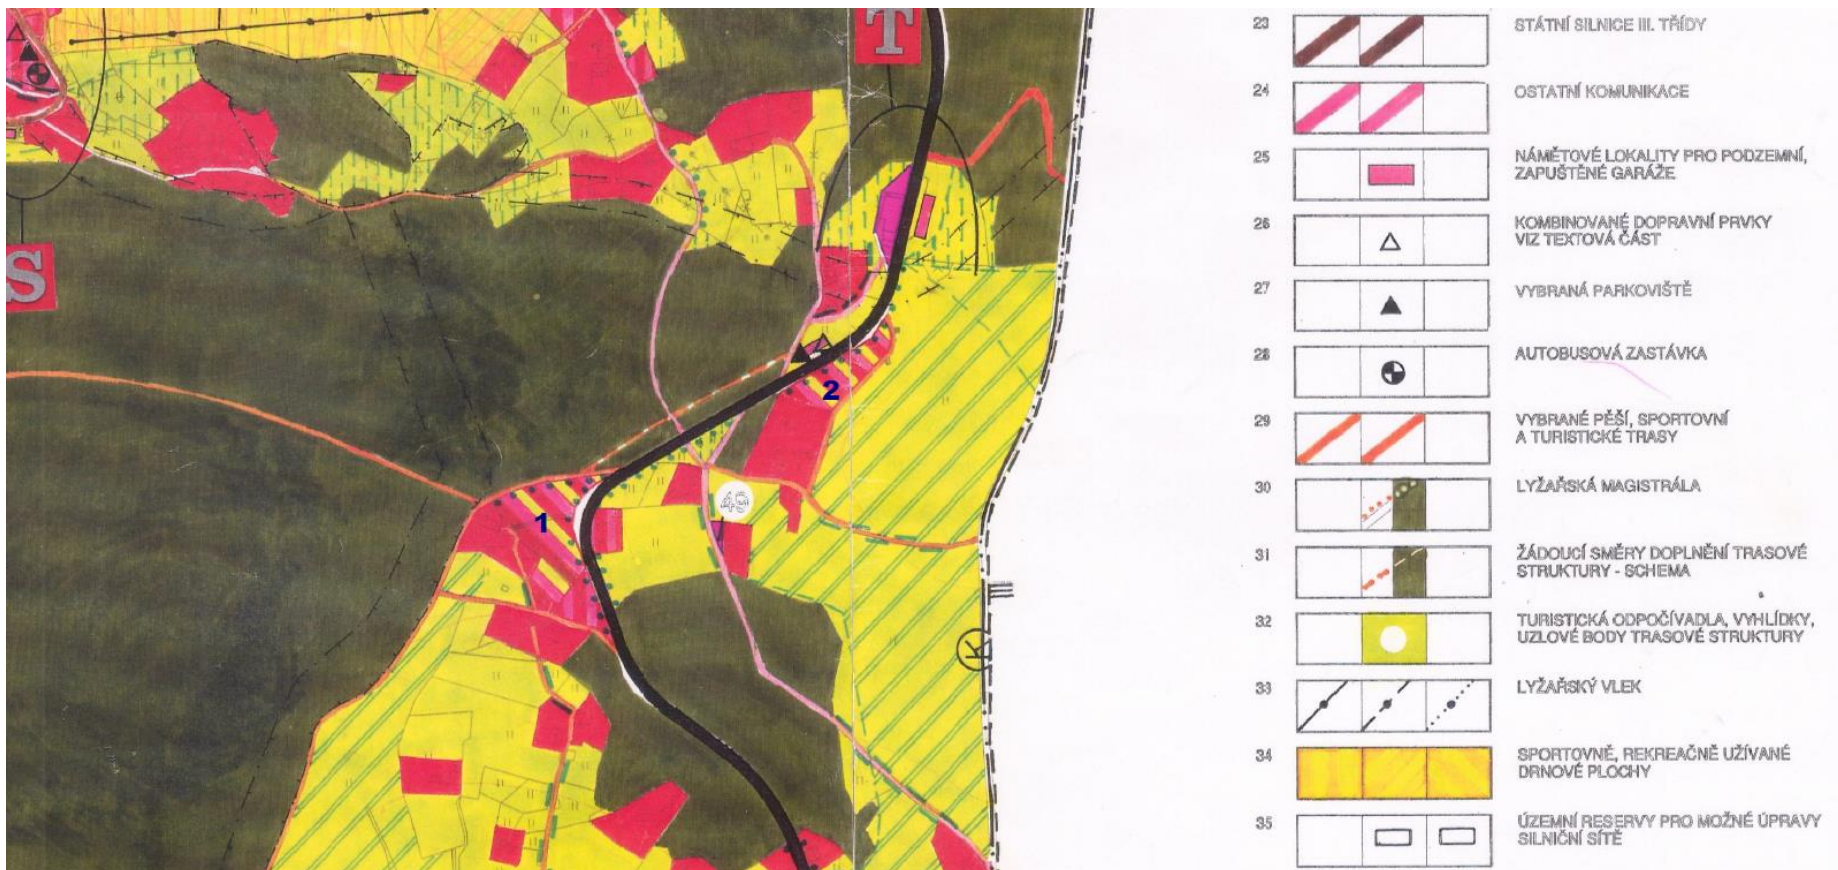 T
S
2
1
49
K
23 STÁTNÍ SILNICE III. TŘÍDY
24 OSTATNÍ KOMUNIKACE
25 NÁMĚTOVÉ LOKALITY PRO PODZEMNÍ,
ZAPUŠTĚNÉ GARÁŽE
26 KOMBINOVANÉ DOPRAVNÍ PRVKY
VIZ TEXTOVÁ ČÁST
27 VYBRANÁ PARKOVIŠTĚ
28 AUTOBUSOVÁ ZASTÁVKA
29 VYBRANÉ PĚŠÍ, SPORTOVNÍ
A TURISTICKÉ TRASY
30 LYŽAŘSKÁ MAGISTRÁLA
31 ŽÁDOUCÍ SMĚRY DOPLNĚNÍ TRASOVÉ
STRUKTURY - SCHEMA
32 TURISTICKÁ ODPOČÍVADLA, VYHLÍDKY,
UZLOVÉ BODY TRASOVÉ STRUKTURY
33 LYŽAŘSKÝ VLEK
34 SPORTOVNĚ, REKREAČNĚ UŽÍVANÉ
DRNOVÉ PLOCHY
35 ÚZEMNÍ RESERVY PRO MOŽNÉ ÚPRAVY
SILNIČNÍ SÍTĚ